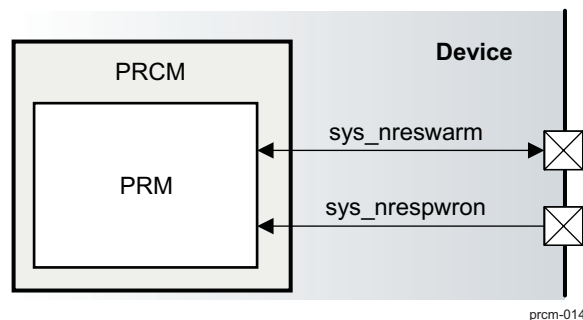 Device
PRCM
sys_nreswarm
PRM
sys_nrespwron
prcm-014